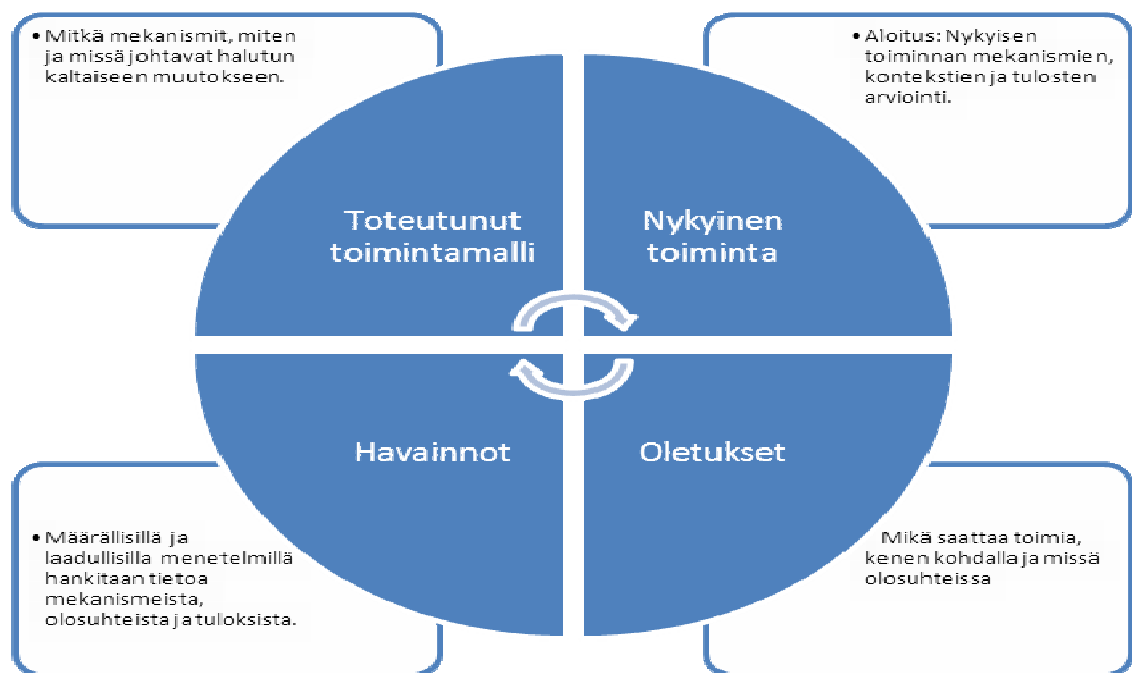 • Mitkä mekanismit, miten
ja missä johtavat halutun
kaltaiseen muutokseen.
• Aloitus: Nykyisen
toiminnan mekanismien,
kontekstien ja tulosten
arviointi.
Toteutunut
toimintamalli
Nykyinen
toiminta
Havainnot
Oletukset
• Määrällisillä ja
laadullisilla menetelmillä
hankitaan tietoa
mekanismeista,
olosuhteista ja tuloksista.
Mikä saattaa toimia,
kenen kohdalla ja missä
olosuhteissa